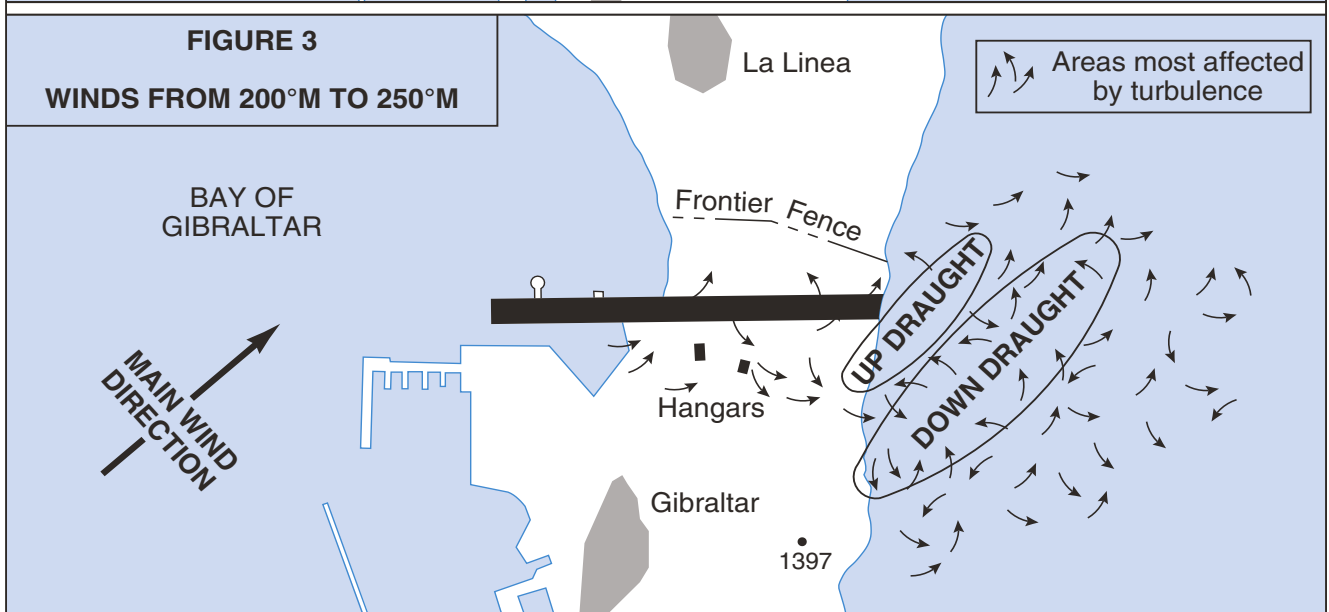 FIGURE 3
WINDS FROM 200°M TO 250°M
La Linea
Areas most affected
by turbulence
BAY OF
GIBRALTAR
Frontier Fence
UP DRAUGHT
DOWN DRAUGHT
MAIN WIND
DIRECTION
Hangars
Gibraltar
1397